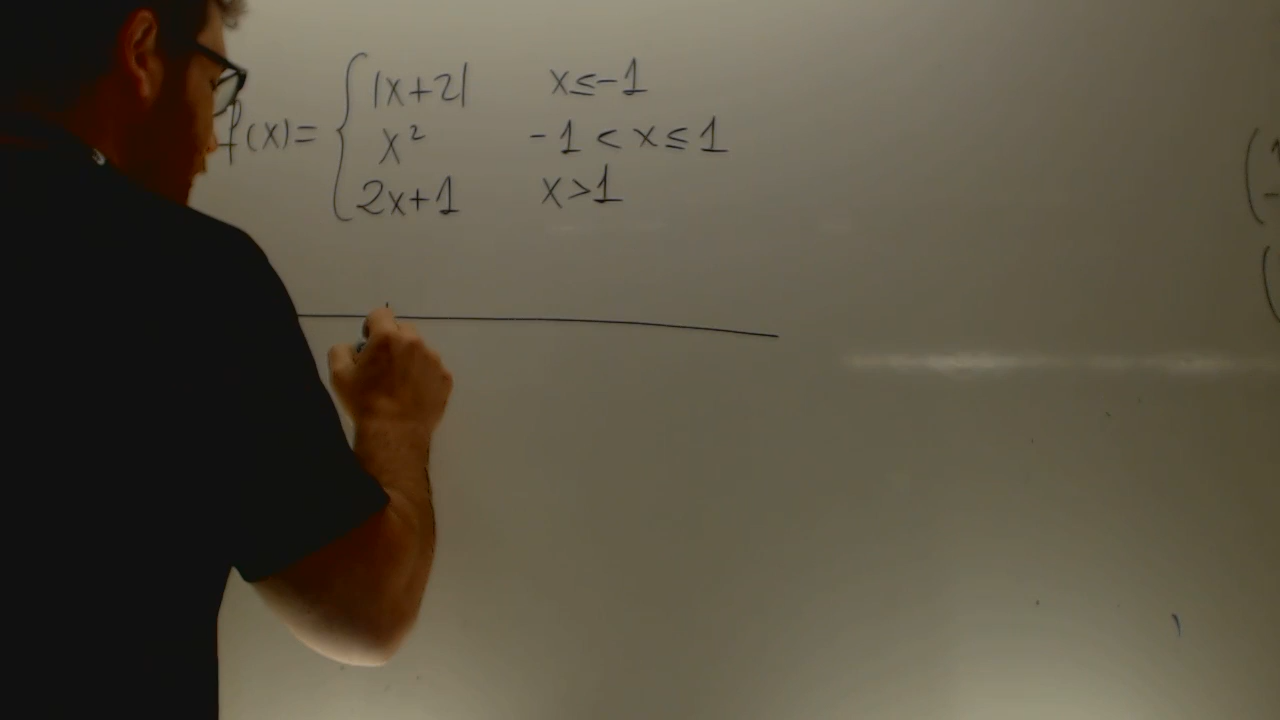 f(x)= { |x+2| x≤-1
x² -1 < x ≤ 1
2x+1 x>1